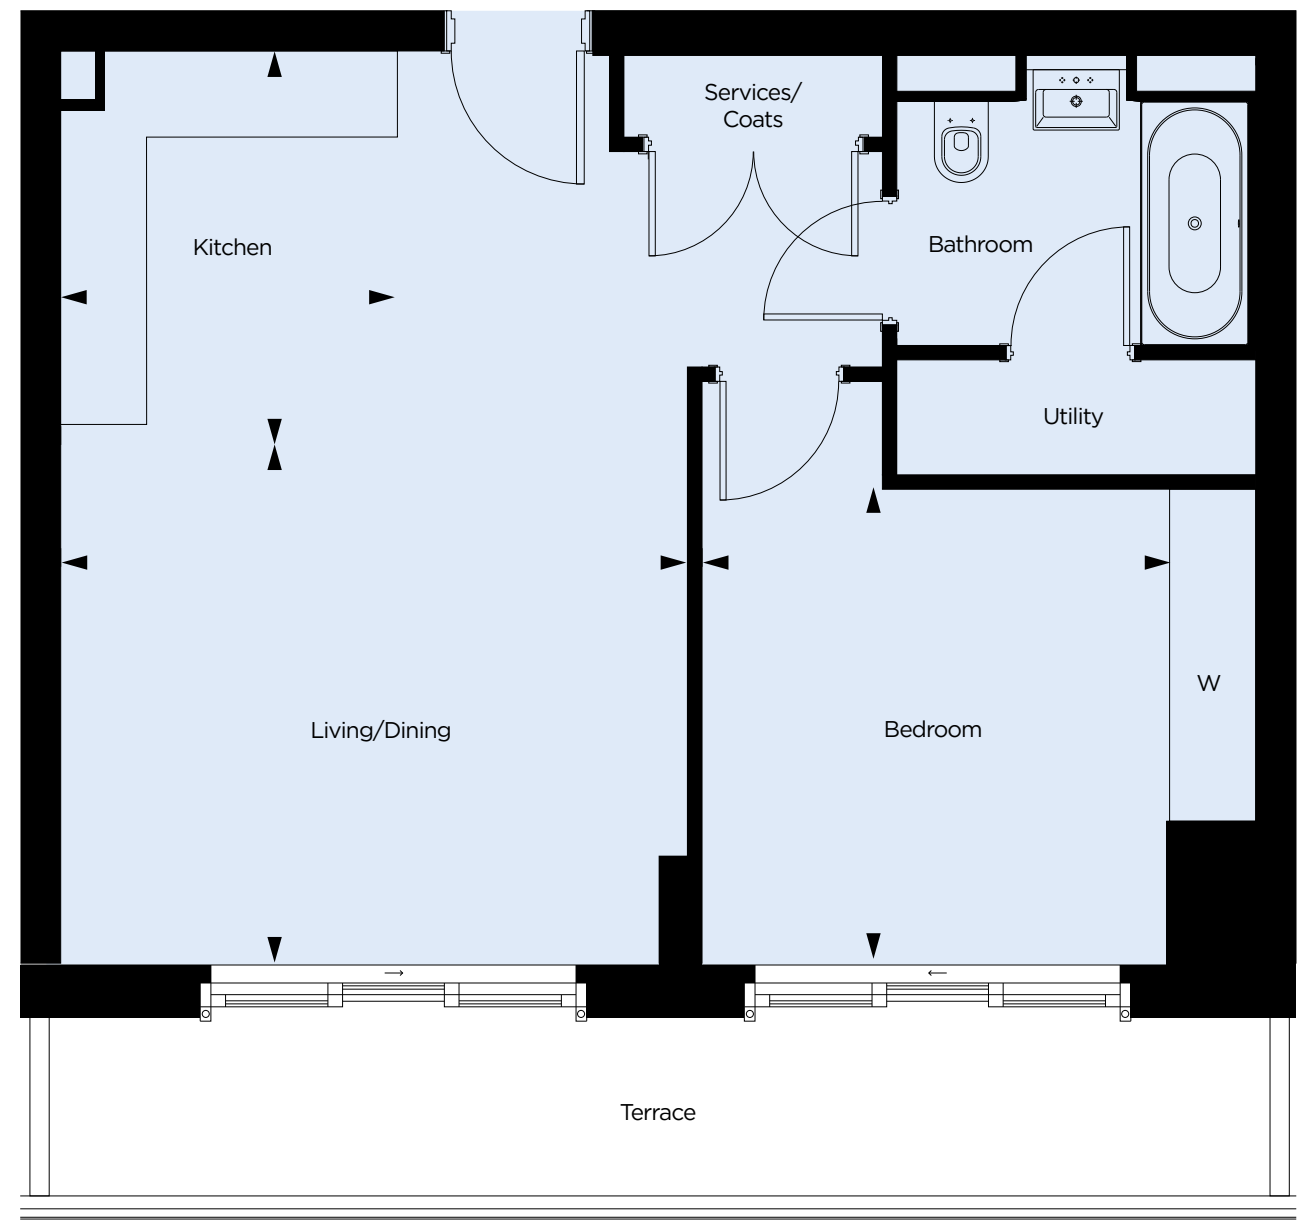 Services/
Coats
Kitchen
Bathroom
Utility
W
Living/Dining
Bedroom
Terrace